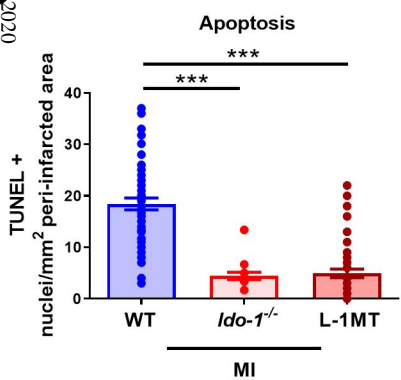 2020
Apoptosis
***
***
TUNEL +
nuclei/mm² peri-infarcted area
40
30
20
10
0
WT Ido-1⁻/⁻ L-1MT
MI